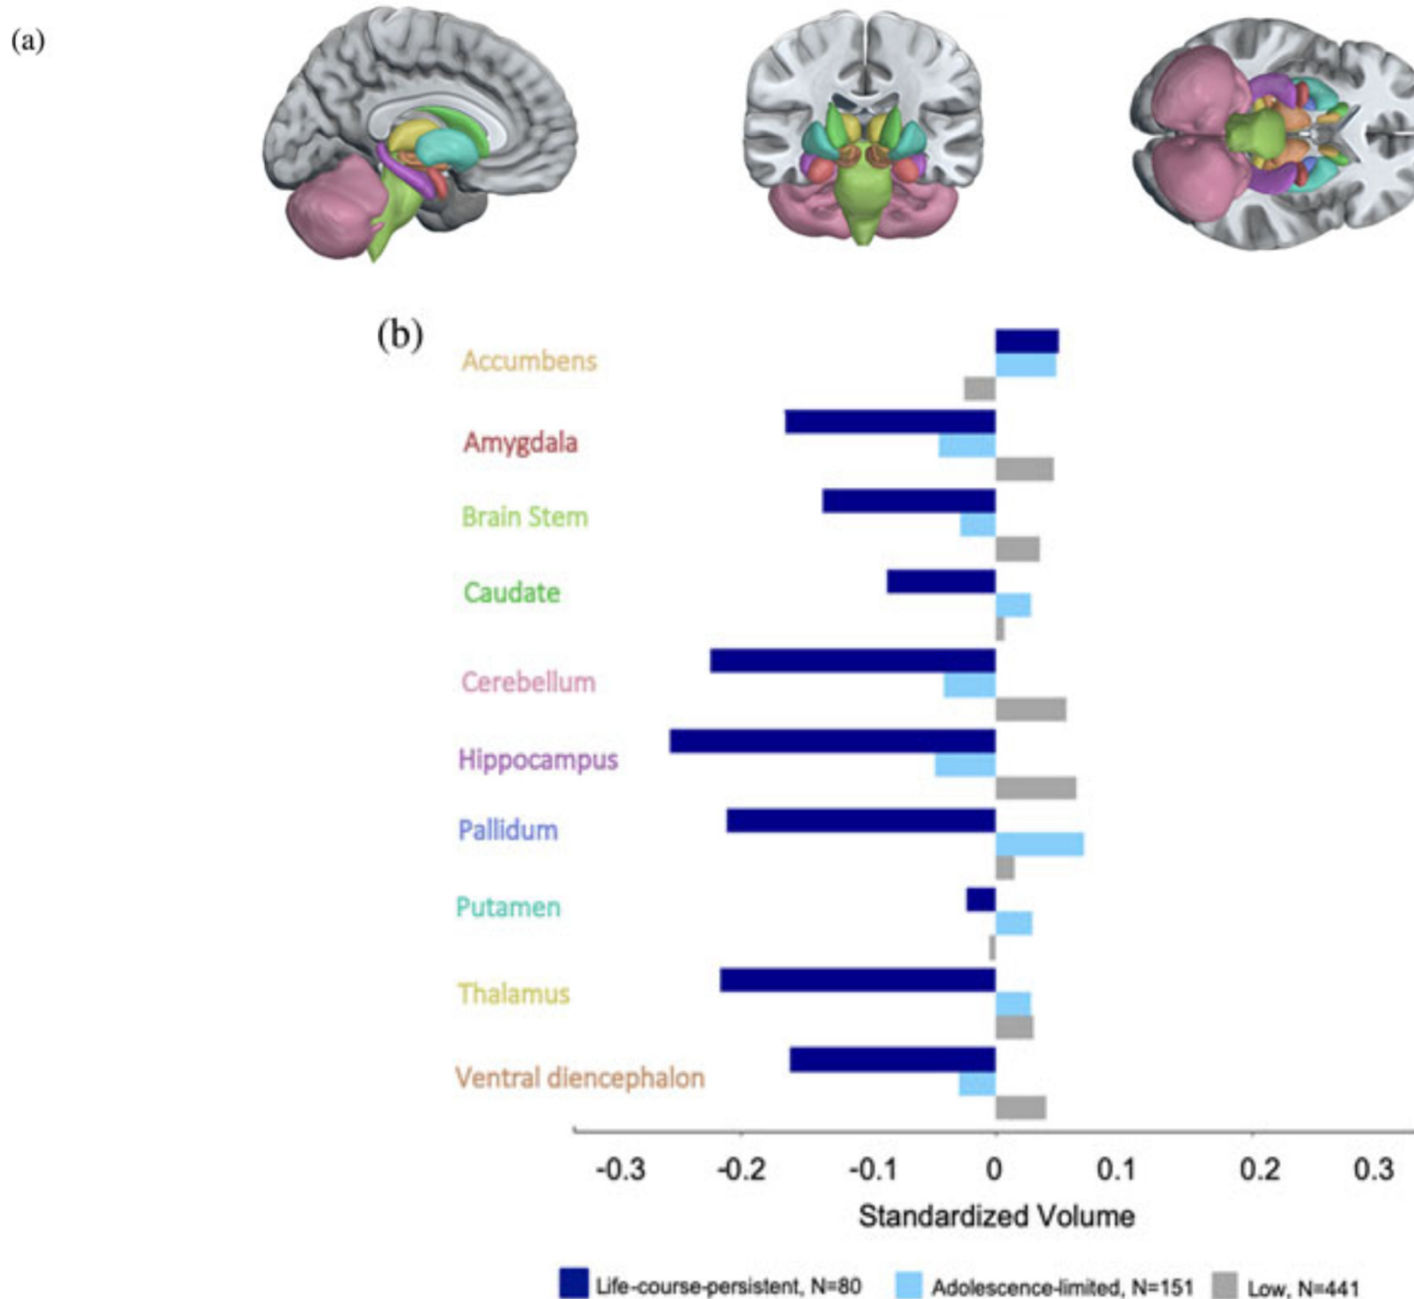 (a)
(b)
Accumbens
Amygdala
Brain Stem
Caudate
Cerebellum
Hippocampus
Pallidum
Putamen
Thalamus
Ventral diencephalon
-0.3 -0.2 -0.1 0 0.1 0.2 0.3
Standardized Volume
Life-course-persistent, N=80 Adolescence-limited, N=151 Low, N=441